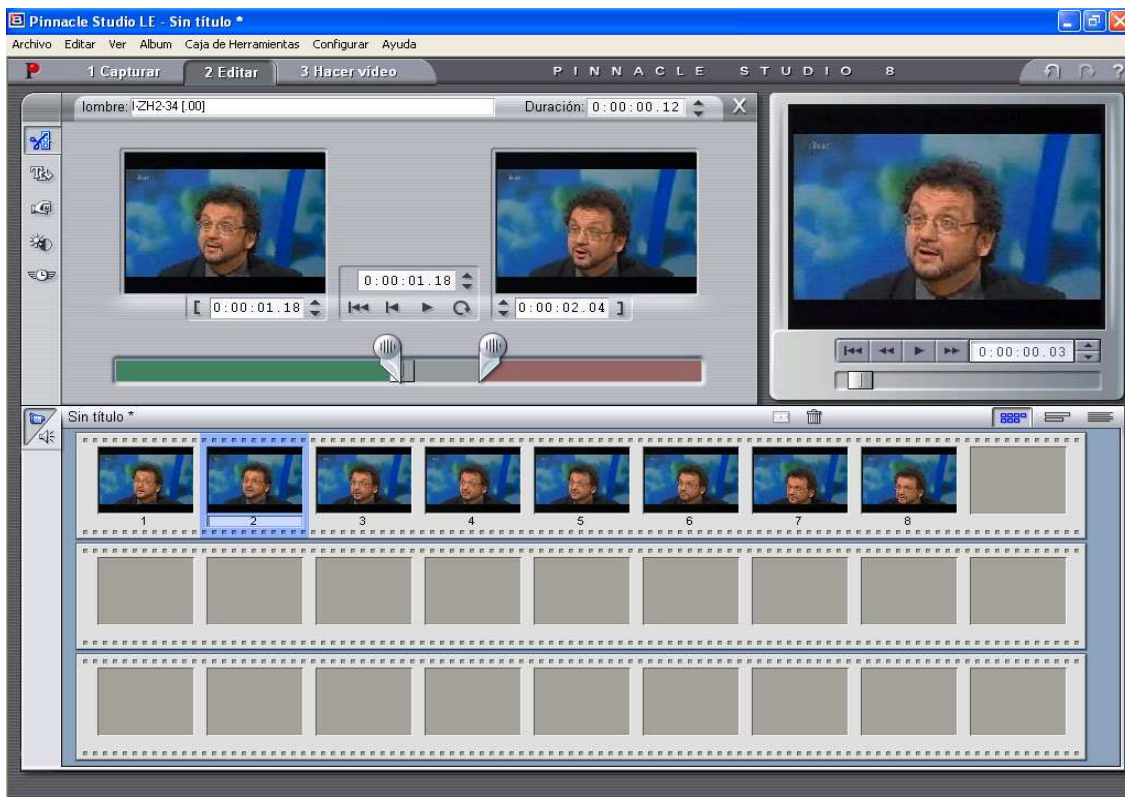 Pinnacle Studio LE - Sin título *
Archivo Editar Ver Album Caja de Herramientas Configurar Ayuda
1 Capturar 2 Editar 3 Hacer vídeo PINNACLE STUDIO 8 ?
lombre: I-ZH2-34 [.00] Duración: 0:00:00.12 X
0:00:01.18
[ 0:00:01.18 0:00:02.04 ]
0:00:00.03
Sin título *
1 2 3 4 5 6 7 8